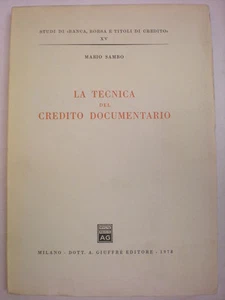 STUDI DI «BANCA, BORSA E TITOLI DI CREDITO»
XV
MARIO SAMBO
LA TECNICA
DEL
CREDITO DOCUMENTARIO
AG
MILANO - DOTT. A. GIUFFRÈ EDITORE - 1978